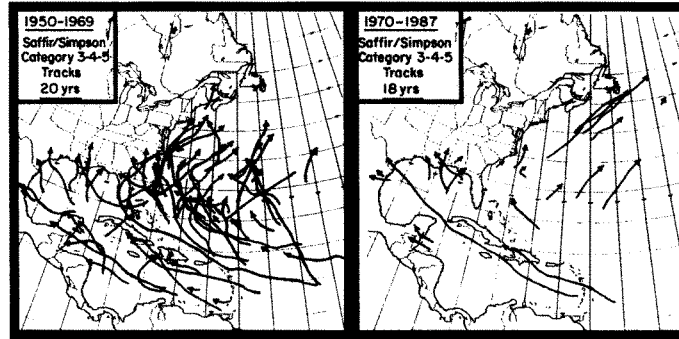 1950-1969
Saffir/Simpson
Category 3-4-5
Tracks
20 yrs
1970-1987
Saffir/Simpson
Category 3-4-5
Tracks
18 yrs